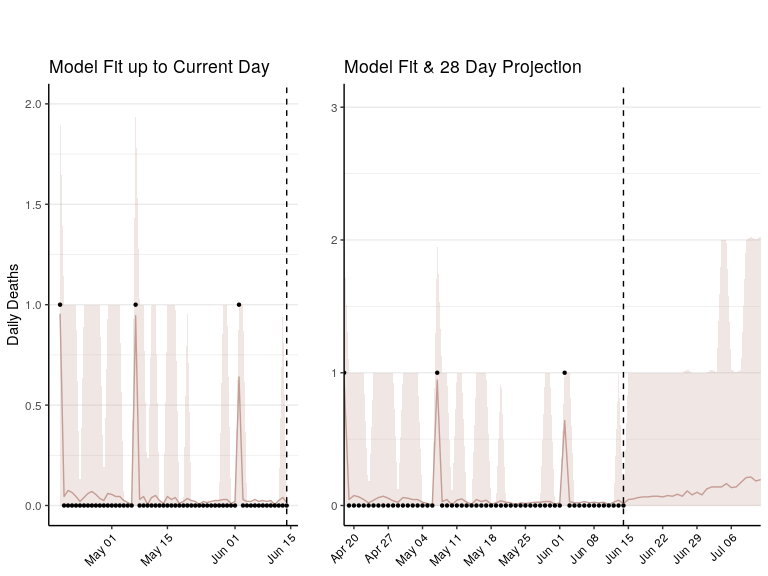 Model Fit up to Current Day
Model Fit & 28 Day Projection
Daily Deaths
2.0
1.5
1.0
0.5
0.0
May 01
May 15
Jun 01
Jun 15
3
2
1
0
Apr 20
Apr 27
May 04
May 11
May 18
May 25
Jun 01
Jun 08
Jun 15
Jun 22
Jun 29
Jul 06